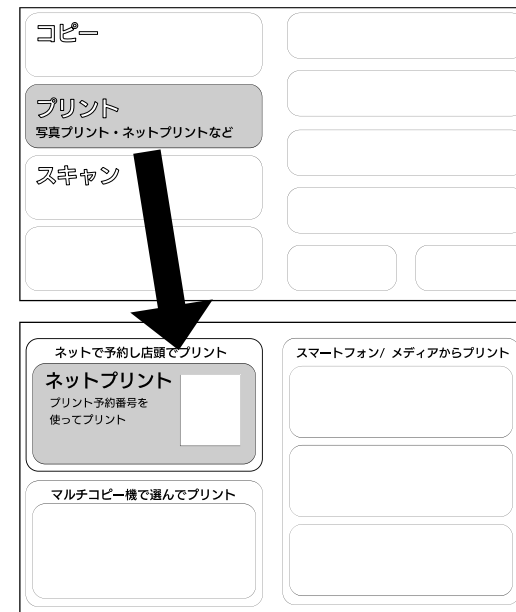 コピー
プリント
写真プリント・ネットプリントなど
スキャン
ネットで予約し店頭でプリント
ネットプリント
プリント予約番号を
使ってプリント
マルチコピー機で選んでプリント
スマートフォン/ メディアからプリント